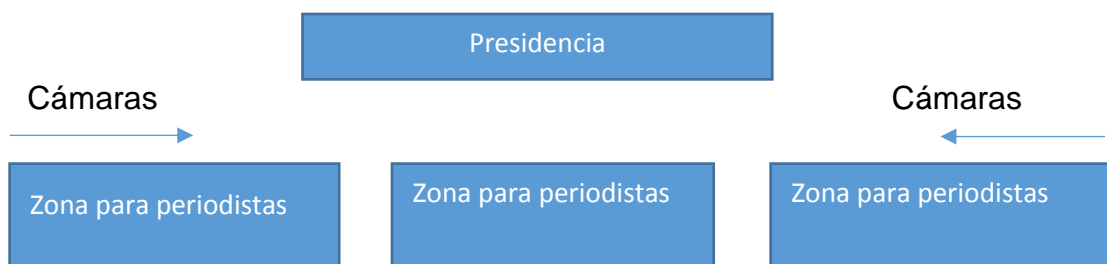 Presidencia
Cámaras
Cámaras
Zona para periodistas
Zona para periodistas
Zona para periodistas